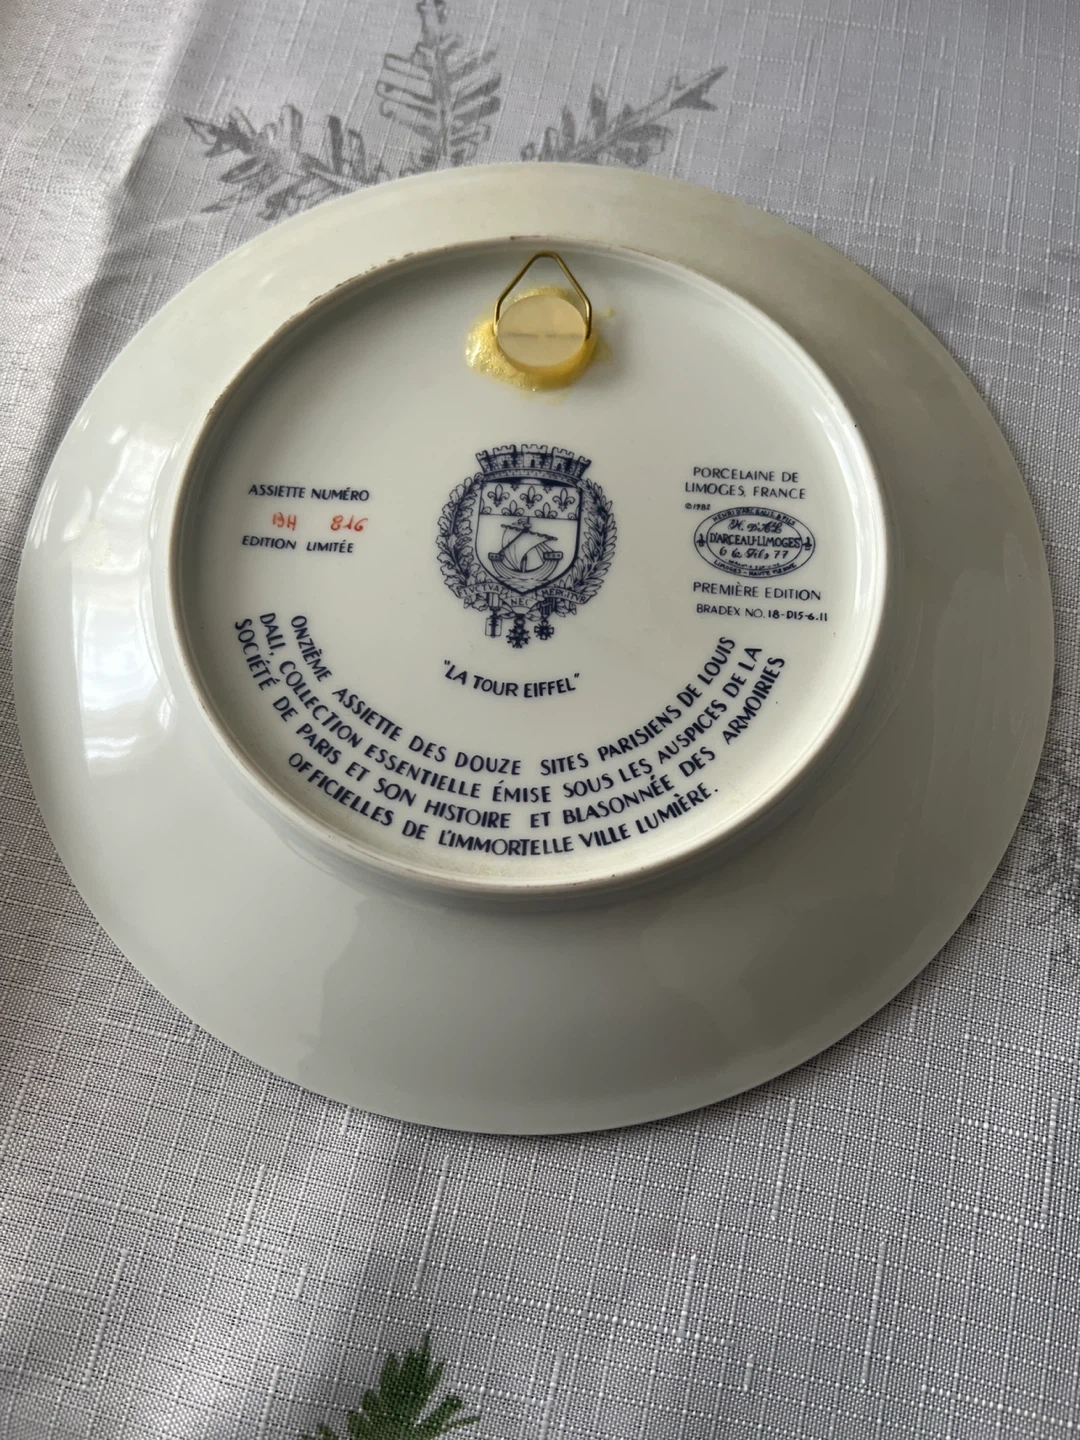 ASSIETTE NUMÉRO
BH 816
EDITION LIMITÉE
PORCELAINE DE
LIMOGES, FRANCE
©1982
D'ARCEAU-LIMOGES
PREMIÈRE EDITION
BRADEX NO. 18-D15-6.11
"LA TOUR EIFFEL"
ONZIÈME ASSIETTE DES DOUZE SITES PARISIENS DE LOUIS
DALI, COLLECTION ESSENTIELLE ÉMISE SOUS LES AUSPICES DE LA
SOCIÉTÉ DE PARIS ET SON HISTOIRE ET BLASONNÉE DES ARMOIRIES
OFFICIELLES DE L'IMMORTELLE VILLE LUMIÈRE.